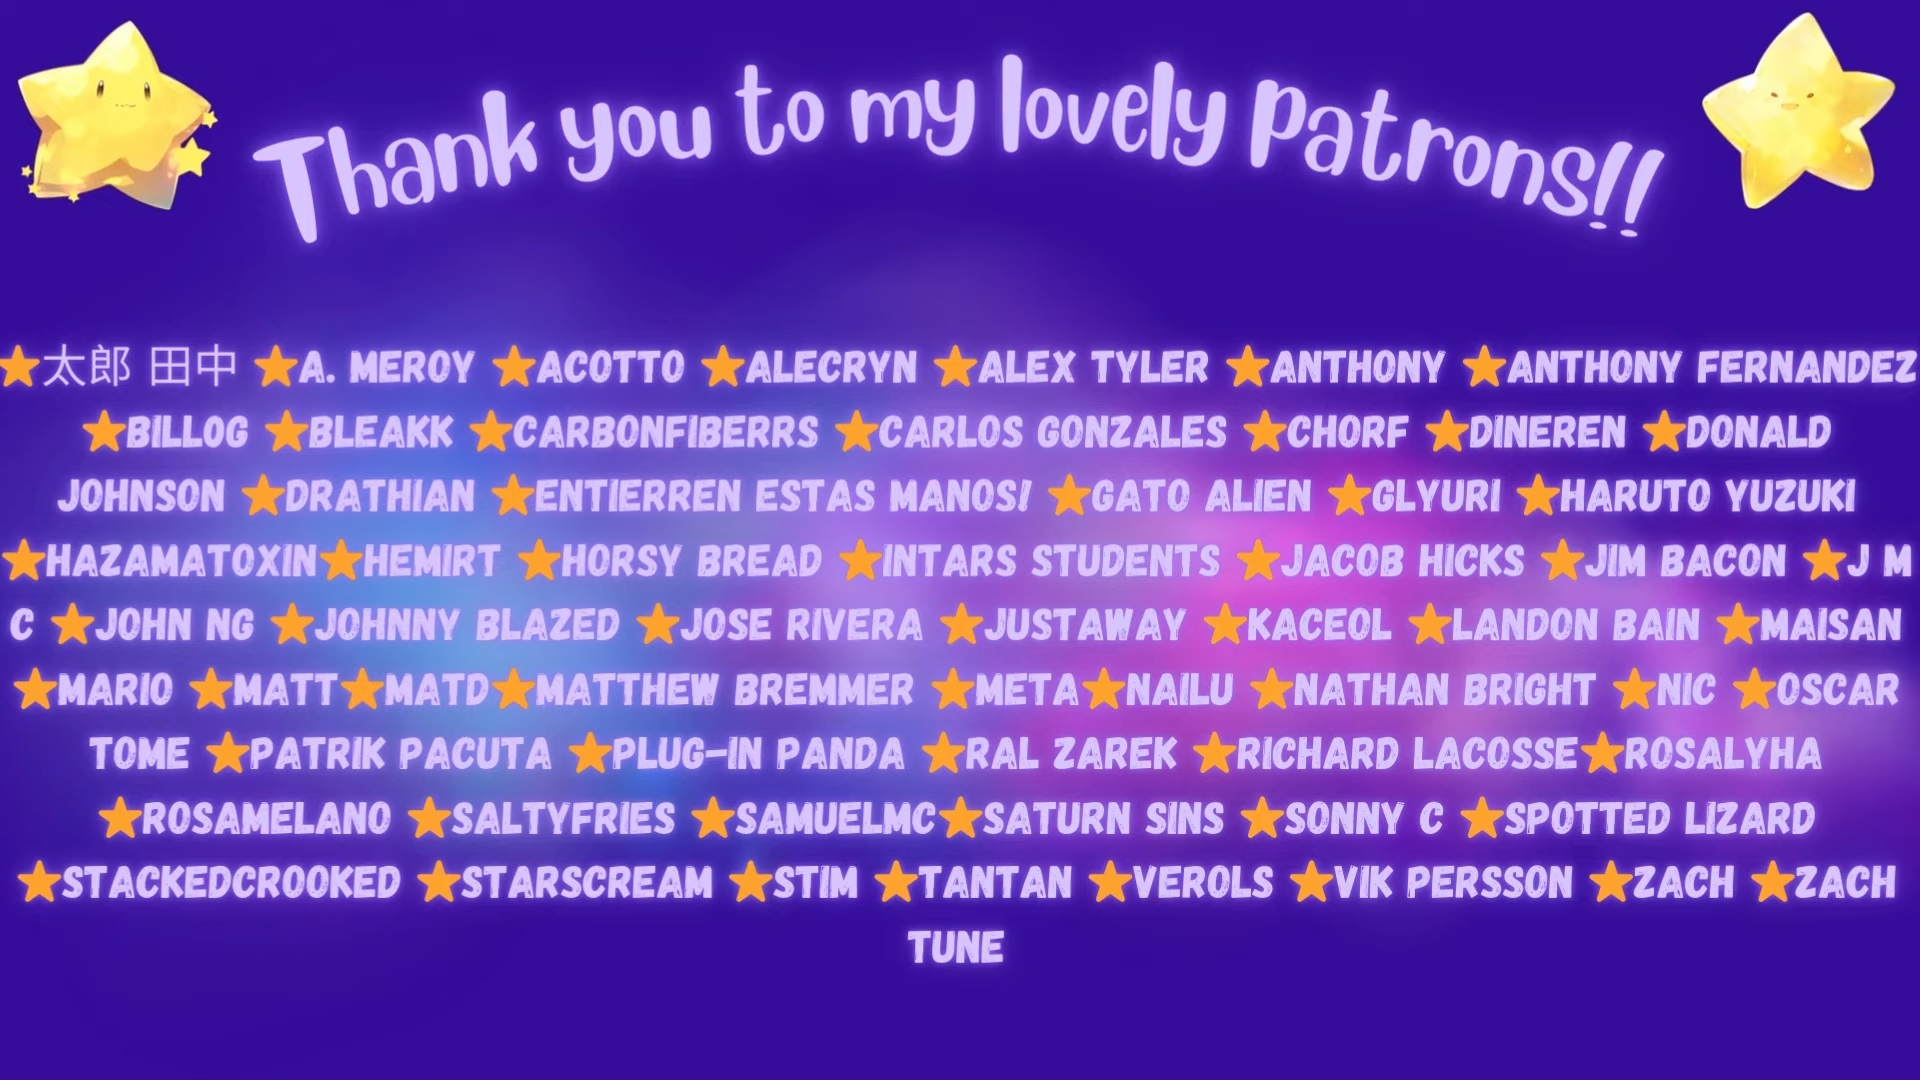 Thank you to my lovely Patrons!!
⭐太郎 田中 ⭐A. MEROY ⭐ACOTTO ⭐ALECRYN ⭐ALEX TYLER ⭐ANTHONY ⭐ANTHONY FERNANDEZ
⭐BILLOG ⭐BLEAKK ⭐CARBONFIBERRS ⭐CARLOS GONZALES ⭐CHORF ⭐DINEREN ⭐DONALD
JOHNSON ⭐DRATHIAN ⭐ENTIERREN ESTAS MANOS! ⭐GATO ALIEN ⭐GLYURI ⭐HARUTO YUZUKI
⭐HAZAMATOXIN⭐HEMIRT ⭐HORSY BREAD ⭐INTARS STUDENTS ⭐JACOB HICKS ⭐JIM BACON ⭐J M
C ⭐JOHN NG ⭐JOHNNY BLAZED ⭐JOSE RIVERA ⭐JUSTAWAY ⭐KACEOL ⭐LANDON BAIN ⭐MAISAN
⭐MARIO ⭐MATT⭐MATD⭐MATTHEW BREMMER ⭐META⭐NAILU ⭐NATHAN BRIGHT ⭐NIC ⭐OSCAR
TOME ⭐PATRIK PACUTA ⭐PLUG-IN PANDA ⭐RAL ZAREK ⭐RICHARD LACOSSE⭐ROSALYHA
⭐ROSAMELANO ⭐SALTYFRIES ⭐SAMUELMC⭐SATURN SINS ⭐SONNY C ⭐SPOTTED LIZARD
⭐STACKEDCROOKED ⭐STARSCREAM ⭐STIM ⭐TANTAN ⭐VEROLS ⭐VIK PERSSON ⭐ZACH ⭐ZACH
TUNE